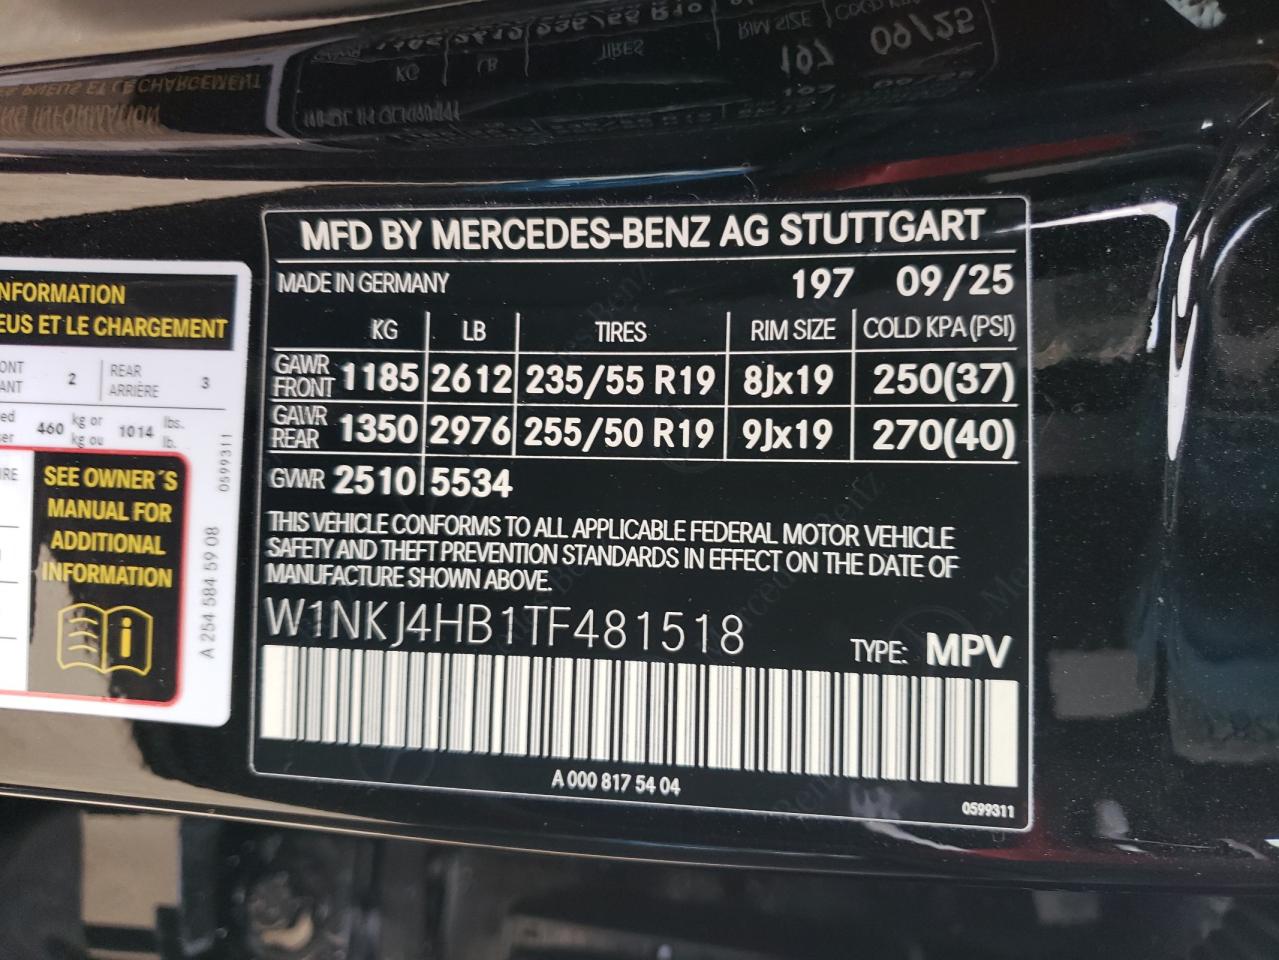 MFD BY MERCEDES-BENZ AG STUTTGART
MADE IN GERMANY 197 09/25
KG LB TIRES RIM SIZE COLD KPA (PSI)
GAWR FRONT 1185 2612 235/55 R19 8Jx19 250(37)
GAWR REAR 1350 2976 255/50 R19 9Jx19 270(40)
GVWR 2510 5534
THIS VEHICLE CONFORMS TO ALL APPLICABLE FEDERAL MOTOR VEHICLE
SAFETY AND THEFT PREVENTION STANDARDS IN EFFECT ON THE DATE OF
MANUFACTURE SHOWN ABOVE.
W1NKJ4HB1TF481518
TYPE: MPV
A 000 817 54 04
0599311
NFORMATION
EUS ET LE CHARGEMENT
2 REAR 3
ARRIÈRE
460 kg or 1014 lbs.
kg ou lb.
SEE OWNER´S
MANUAL FOR
ADDITIONAL
INFORMATION
A 254 584 59 08
0599311